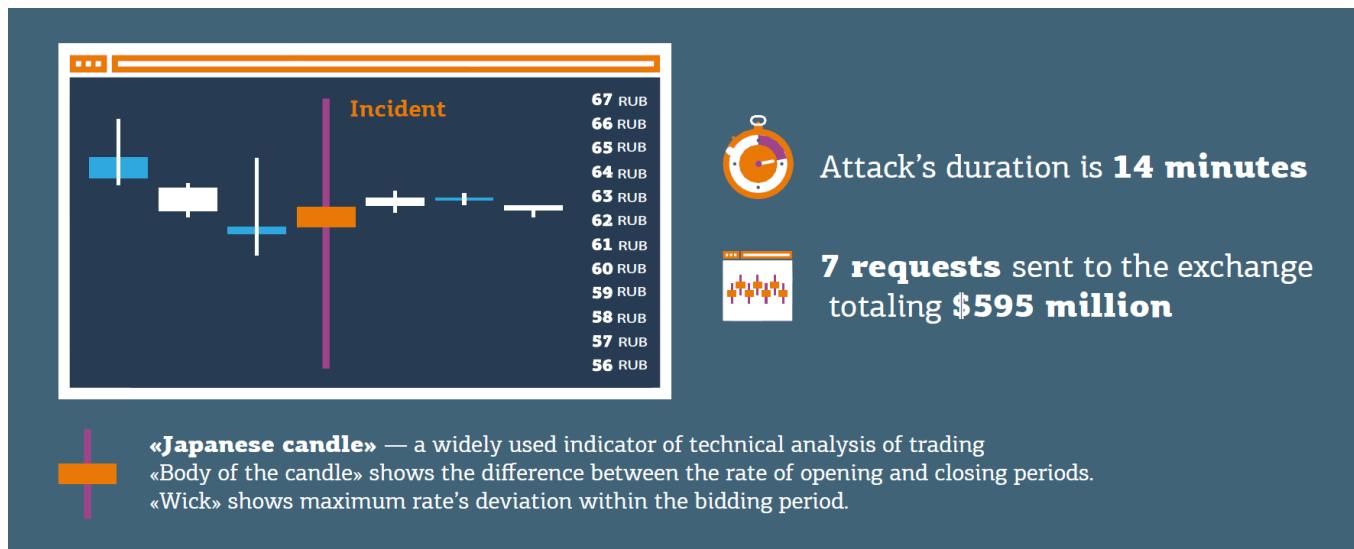 Incident
67 RUB
66 RUB
65 RUB
64 RUB
63 RUB
62 RUB
61 RUB
60 RUB
59 RUB
58 RUB
57 RUB
56 RUB
Attack’s duration is 14 minutes
7 requests sent to the exchange
totaling $595 million
«Japanese candle» — a widely used indicator of technical analysis of trading
«Body of the candle» shows the difference between the rate of opening and closing periods.
«Wick» shows maximum rate’s deviation within the bidding period.